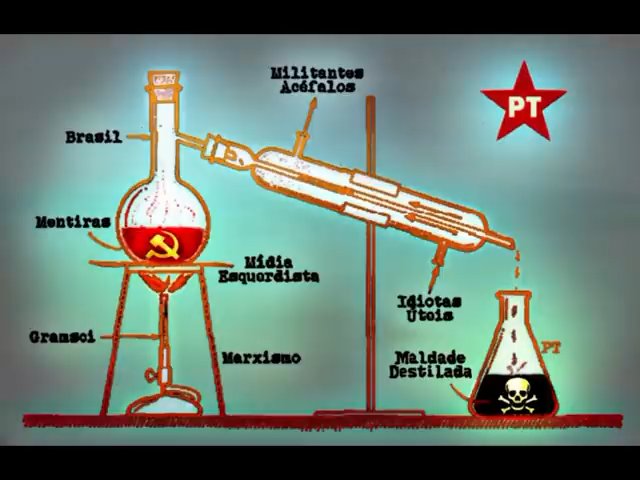 Militantes
Acéfalos
PT
Brasil
Mentiras
Mídia
Esquerdista
Idiotas
Úteis
Gramsci
Marxismo
Maldade
Destilada
PT